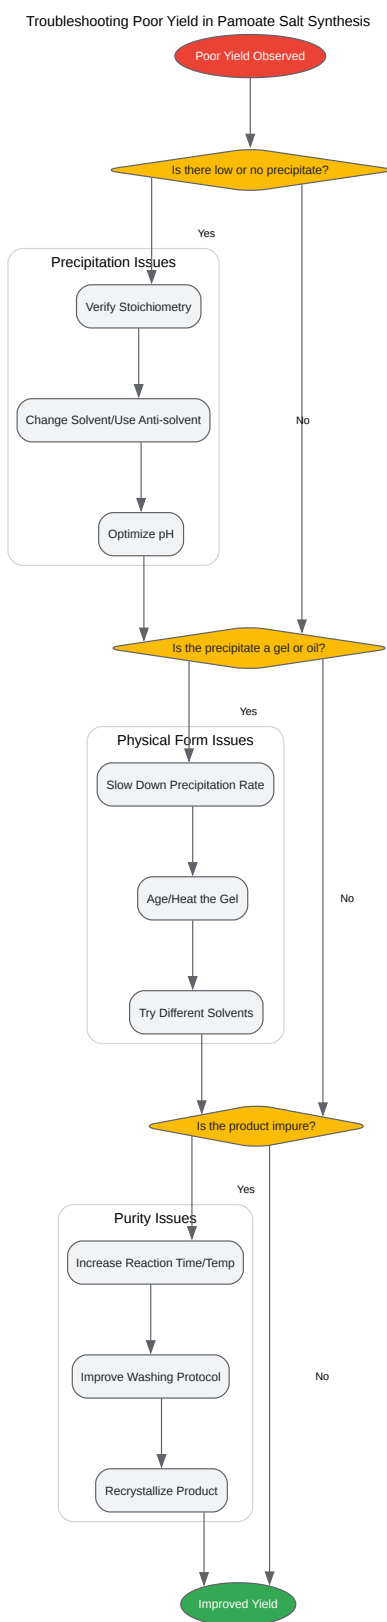 Troubleshooting Poor Yield in Pamoate Salt Synthesis
Poor Yield Observed
Is there low or no precipitate?
Yes
Precipitation Issues
Verify Stoichiometry
Change Solvent/Use Anti-solvent
No
Optimize pH
Is the precipitate a gel or oil?
Yes
Physical Form Issues
Slow Down Precipitation Rate
Age/Heat the Gel
No
Try Different Solvents
Is the product impure?
Yes
Purity Issues
Increase Reaction Time/Temp
Improve Washing Protocol
No
Recrystallize Product
Improved Yield